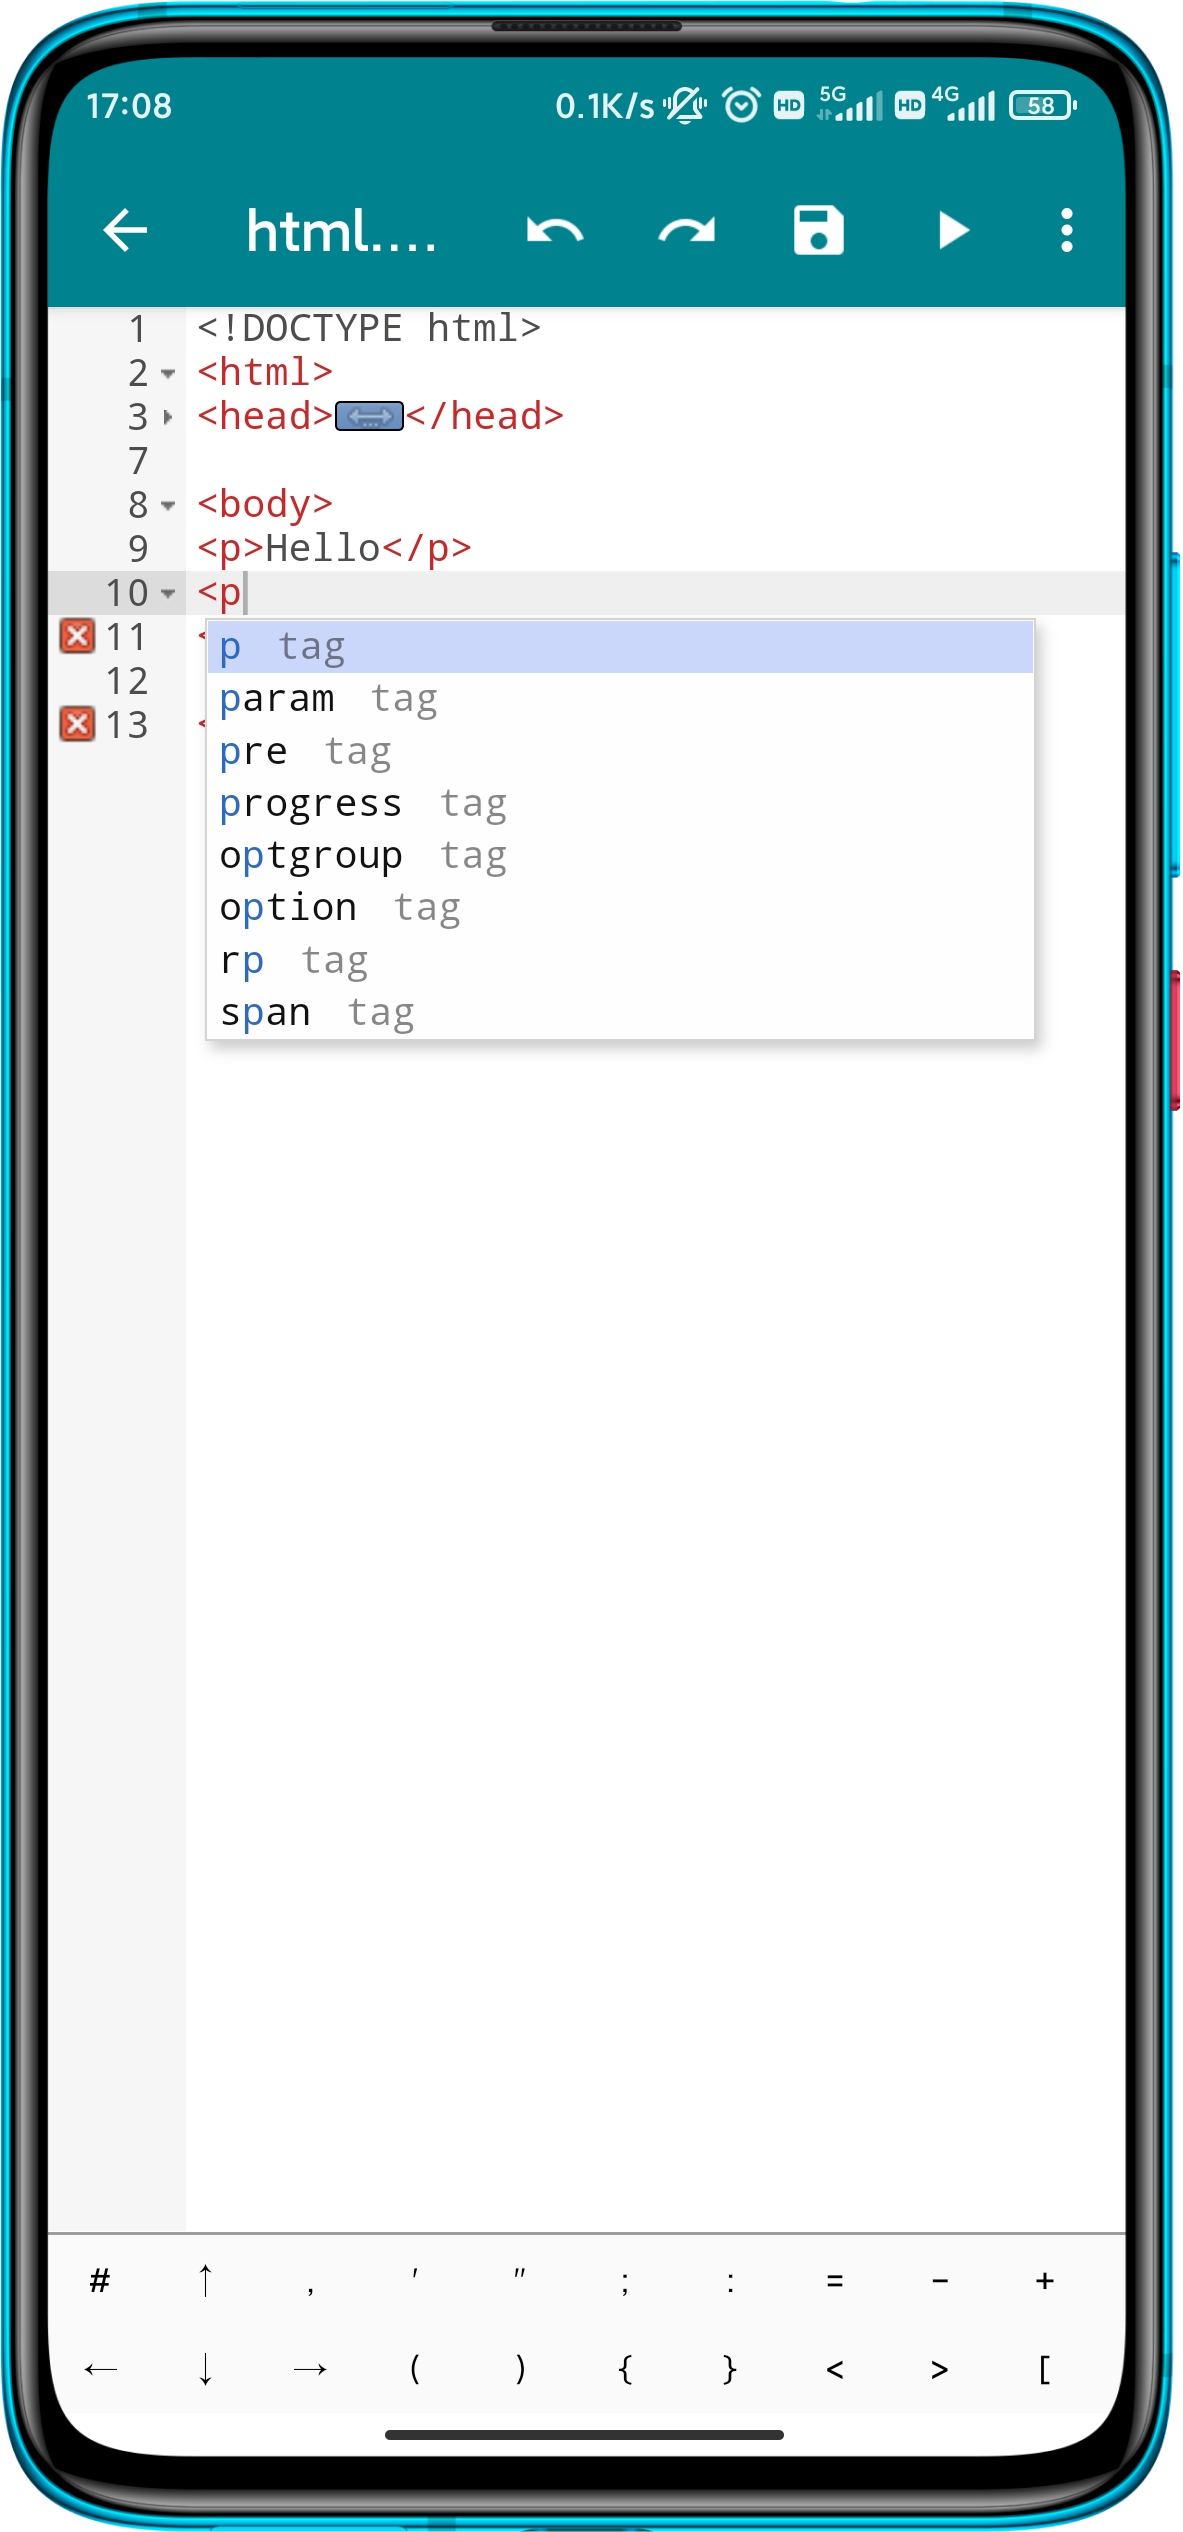 17:08 0.1K/s HD 5G HD 4G 58
html....
1 <!DOCTYPE html>
2 <html>
3 <head></head>
7
8 <body>
9 <p>Hello</p>
10 <p
11 <
12
13 <
p tag
param tag
pre tag
progress tag
optgroup tag
option tag
rp tag
span tag
# ↑ , ' " ; : = - +
← ↓ → ( ) { } < > [